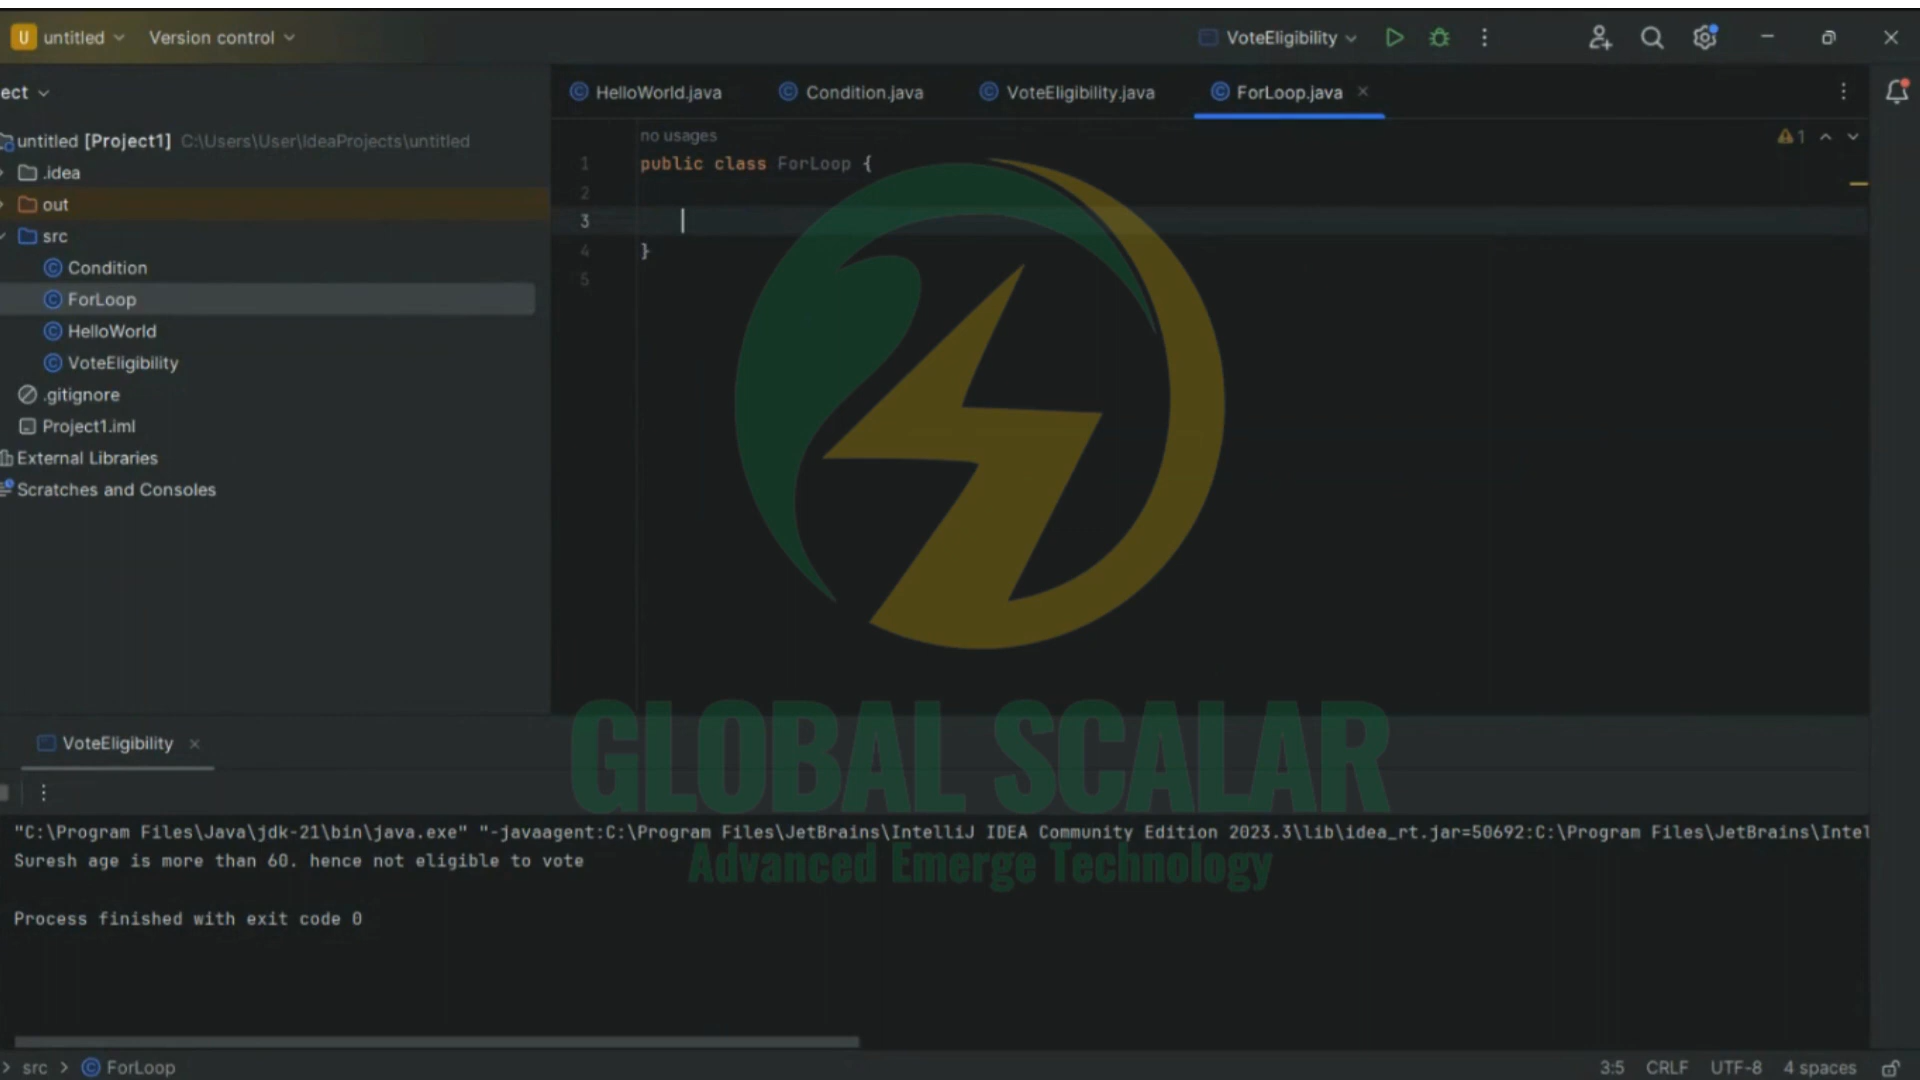 U untitled Version control VoteEligibility
ect
HelloWorld.java Condition.java VoteEligibility.java ForLoop.java
untitled [Project1] C:\Users\User\IdeaProjects\untitled
.idea
out
src
Condition
ForLoop
HelloWorld
VoteEligibility
.gitignore
Project1.iml
External Libraries
Scratches and Consoles
no usages
1 public class ForLoop {
2
3
4 }
5
1
GLOBAL SCALAR
Advanced Emerge Technology
VoteEligibility
"C:\Program Files\Java\jdk-21\bin\java.exe" "-javaagent:C:\Program Files\JetBrains\IntelliJ IDEA Community Edition 2023.3\lib\idea_rt.jar=50692:C:\Program Files\JetBrains\Intel
Suresh age is more than 60. hence not eligible to vote
Process finished with exit code 0
src ForLoop 3:5 CRLF UTF-8 4 spaces